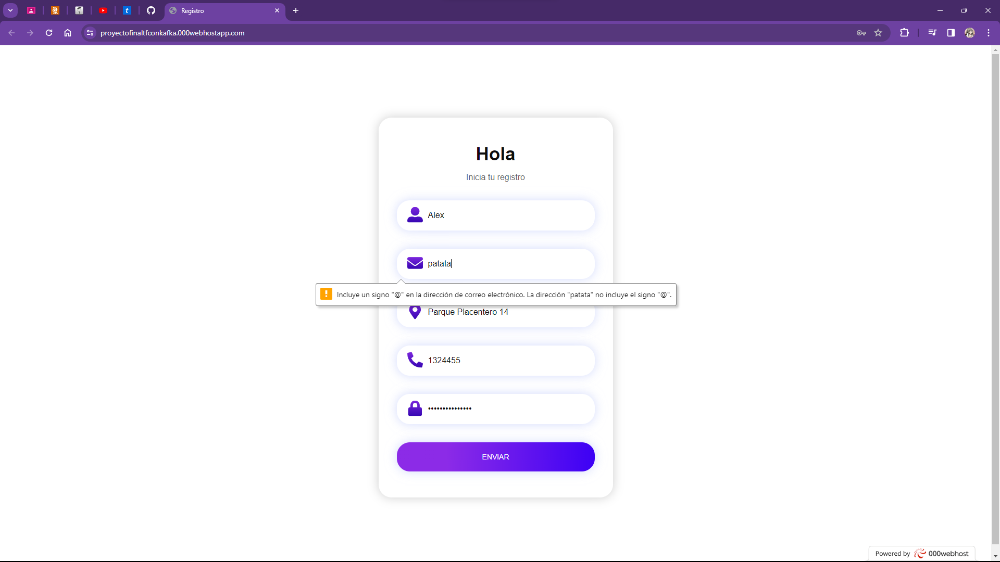 Registro
proyectofinaltfconkafka.000webhostapp.com
Hola
Inicia tu registro
Alex
patata
Incluye un signo "@" en la dirección de correo electrónico. La dirección "patata" no incluye el signo "@".
Parque Placentero 14
1324455
•••••••••••••••
ENVIAR
Powered by 000webhost